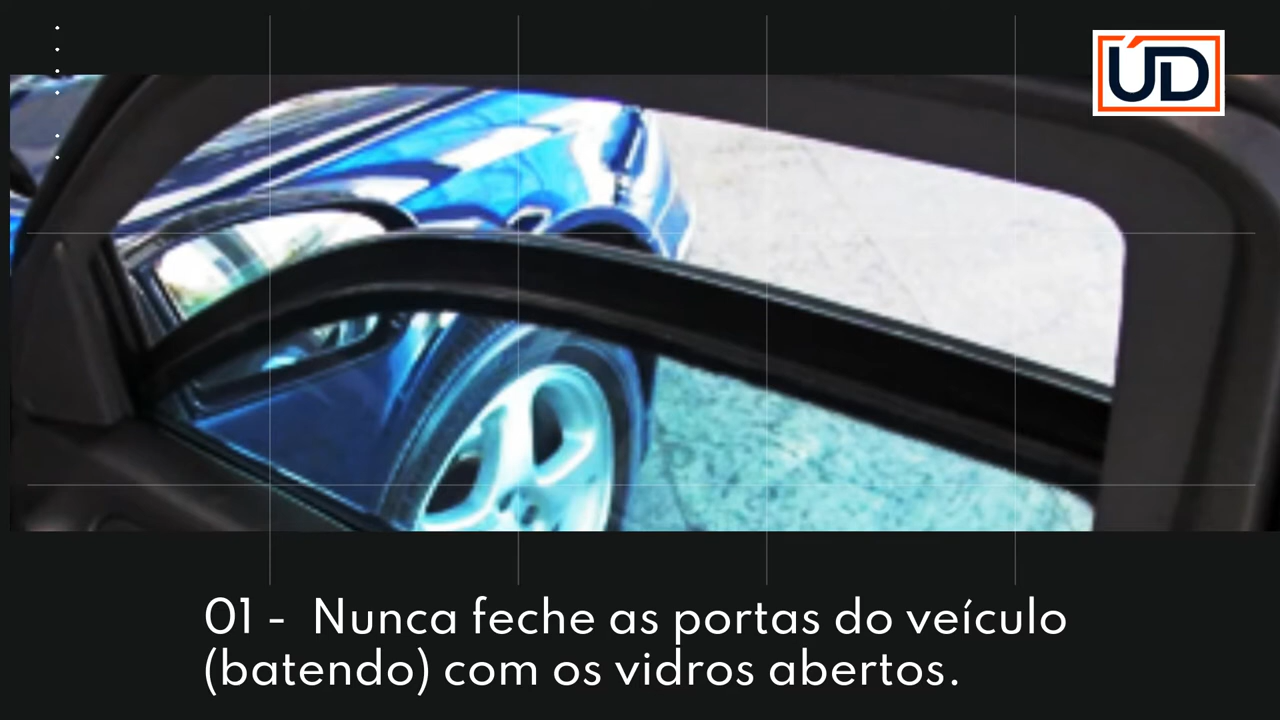 ÚD
01 - Nunca feche as portas do veículo
(batendo) com os vidros abertos.